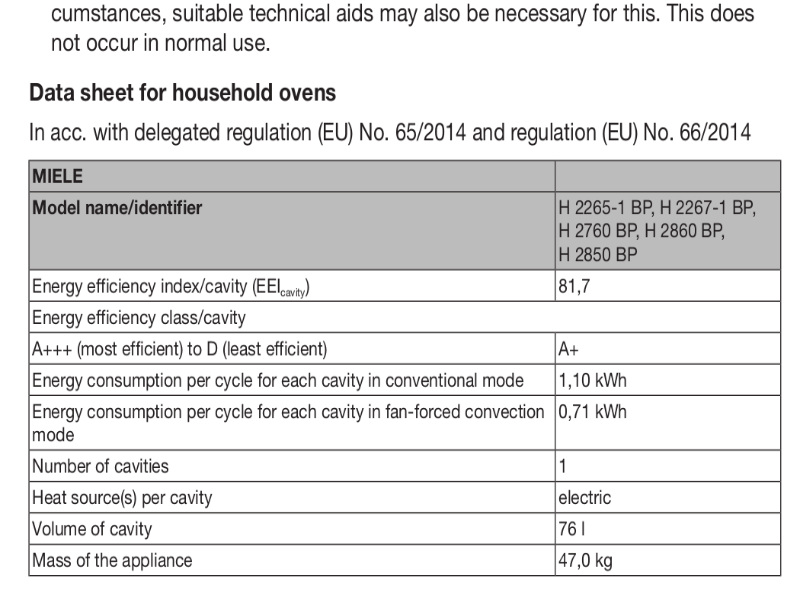 cumstances, suitable technical aids may also be necessary for this. This does
not occur in normal use.
Data sheet for household ovens
In acc. with delegated regulation (EU) No. 65/2014 and regulation (EU) No. 66/2014
MIELE
Model name/identifier
H 2265-1 BP, H 2267-1 BP,
H 2760 BP, H 2860 BP,
H 2850 BP
Energy efficiency index/cavity (EEIcavity)
81,7
Energy efficiency class/cavity
A+++ (most efficient) to D (least efficient)
A+
Energy consumption per cycle for each cavity in conventional mode
1,10 kWh
Energy consumption per cycle for each cavity in fan-forced convection
mode
0,71 kWh
Number of cavities
1
Heat source(s) per cavity
electric
Volume of cavity
76 l
Mass of the appliance
47,0 kg